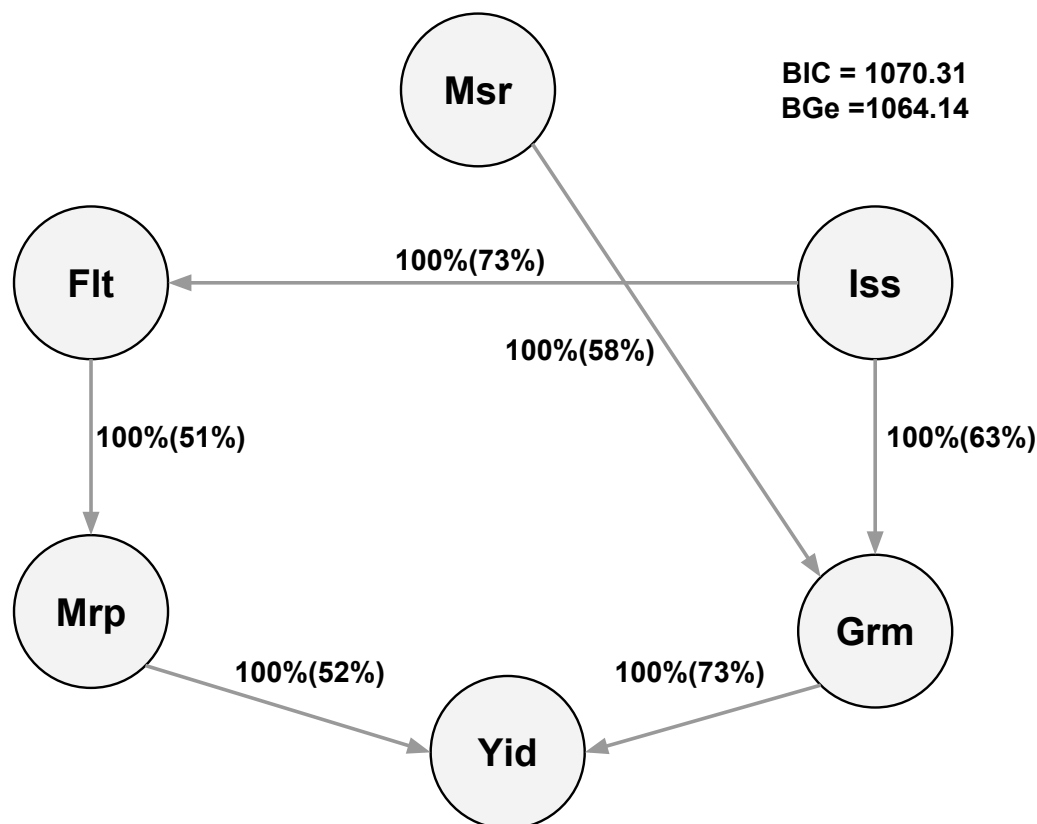 Msr
BIC = 1070.31
BGe =1064.14
Flt
100%(73%)
Iss
100%(58%)
100%(51%)
100%(63%)
Mrp
Grm
100%(52%)
100%(73%)
Yid